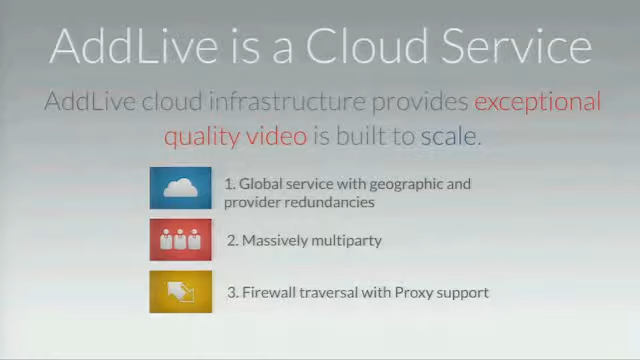 AddLive is a Cloud Service
AddLive cloud infrastructure provides exceptional
quality video is built to scale.
1. Global service with geographic and
provider redundancies
2. Massively multiparty
3. Firewall traversal with Proxy support